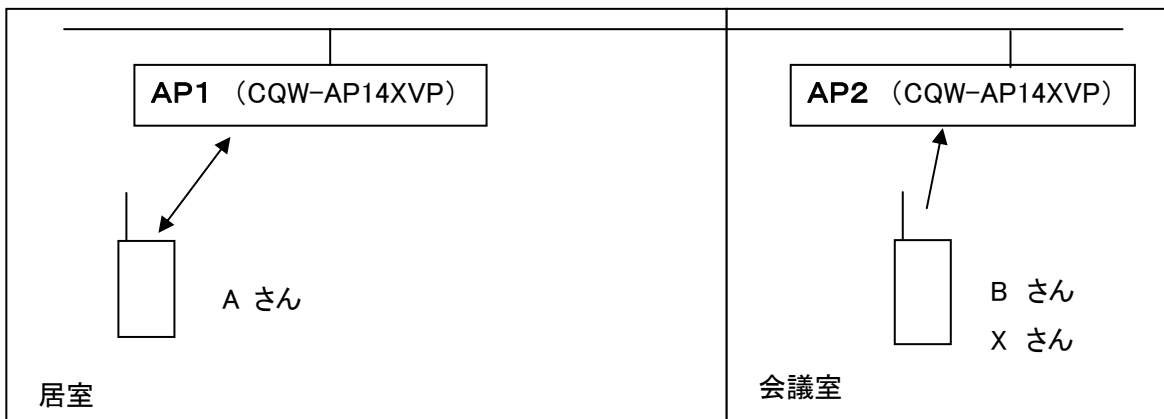 AP1 （CQW-AP14XVP）
AP2 （CQW-AP14XVP）
A さん
B さん
X さん
居室
会議室